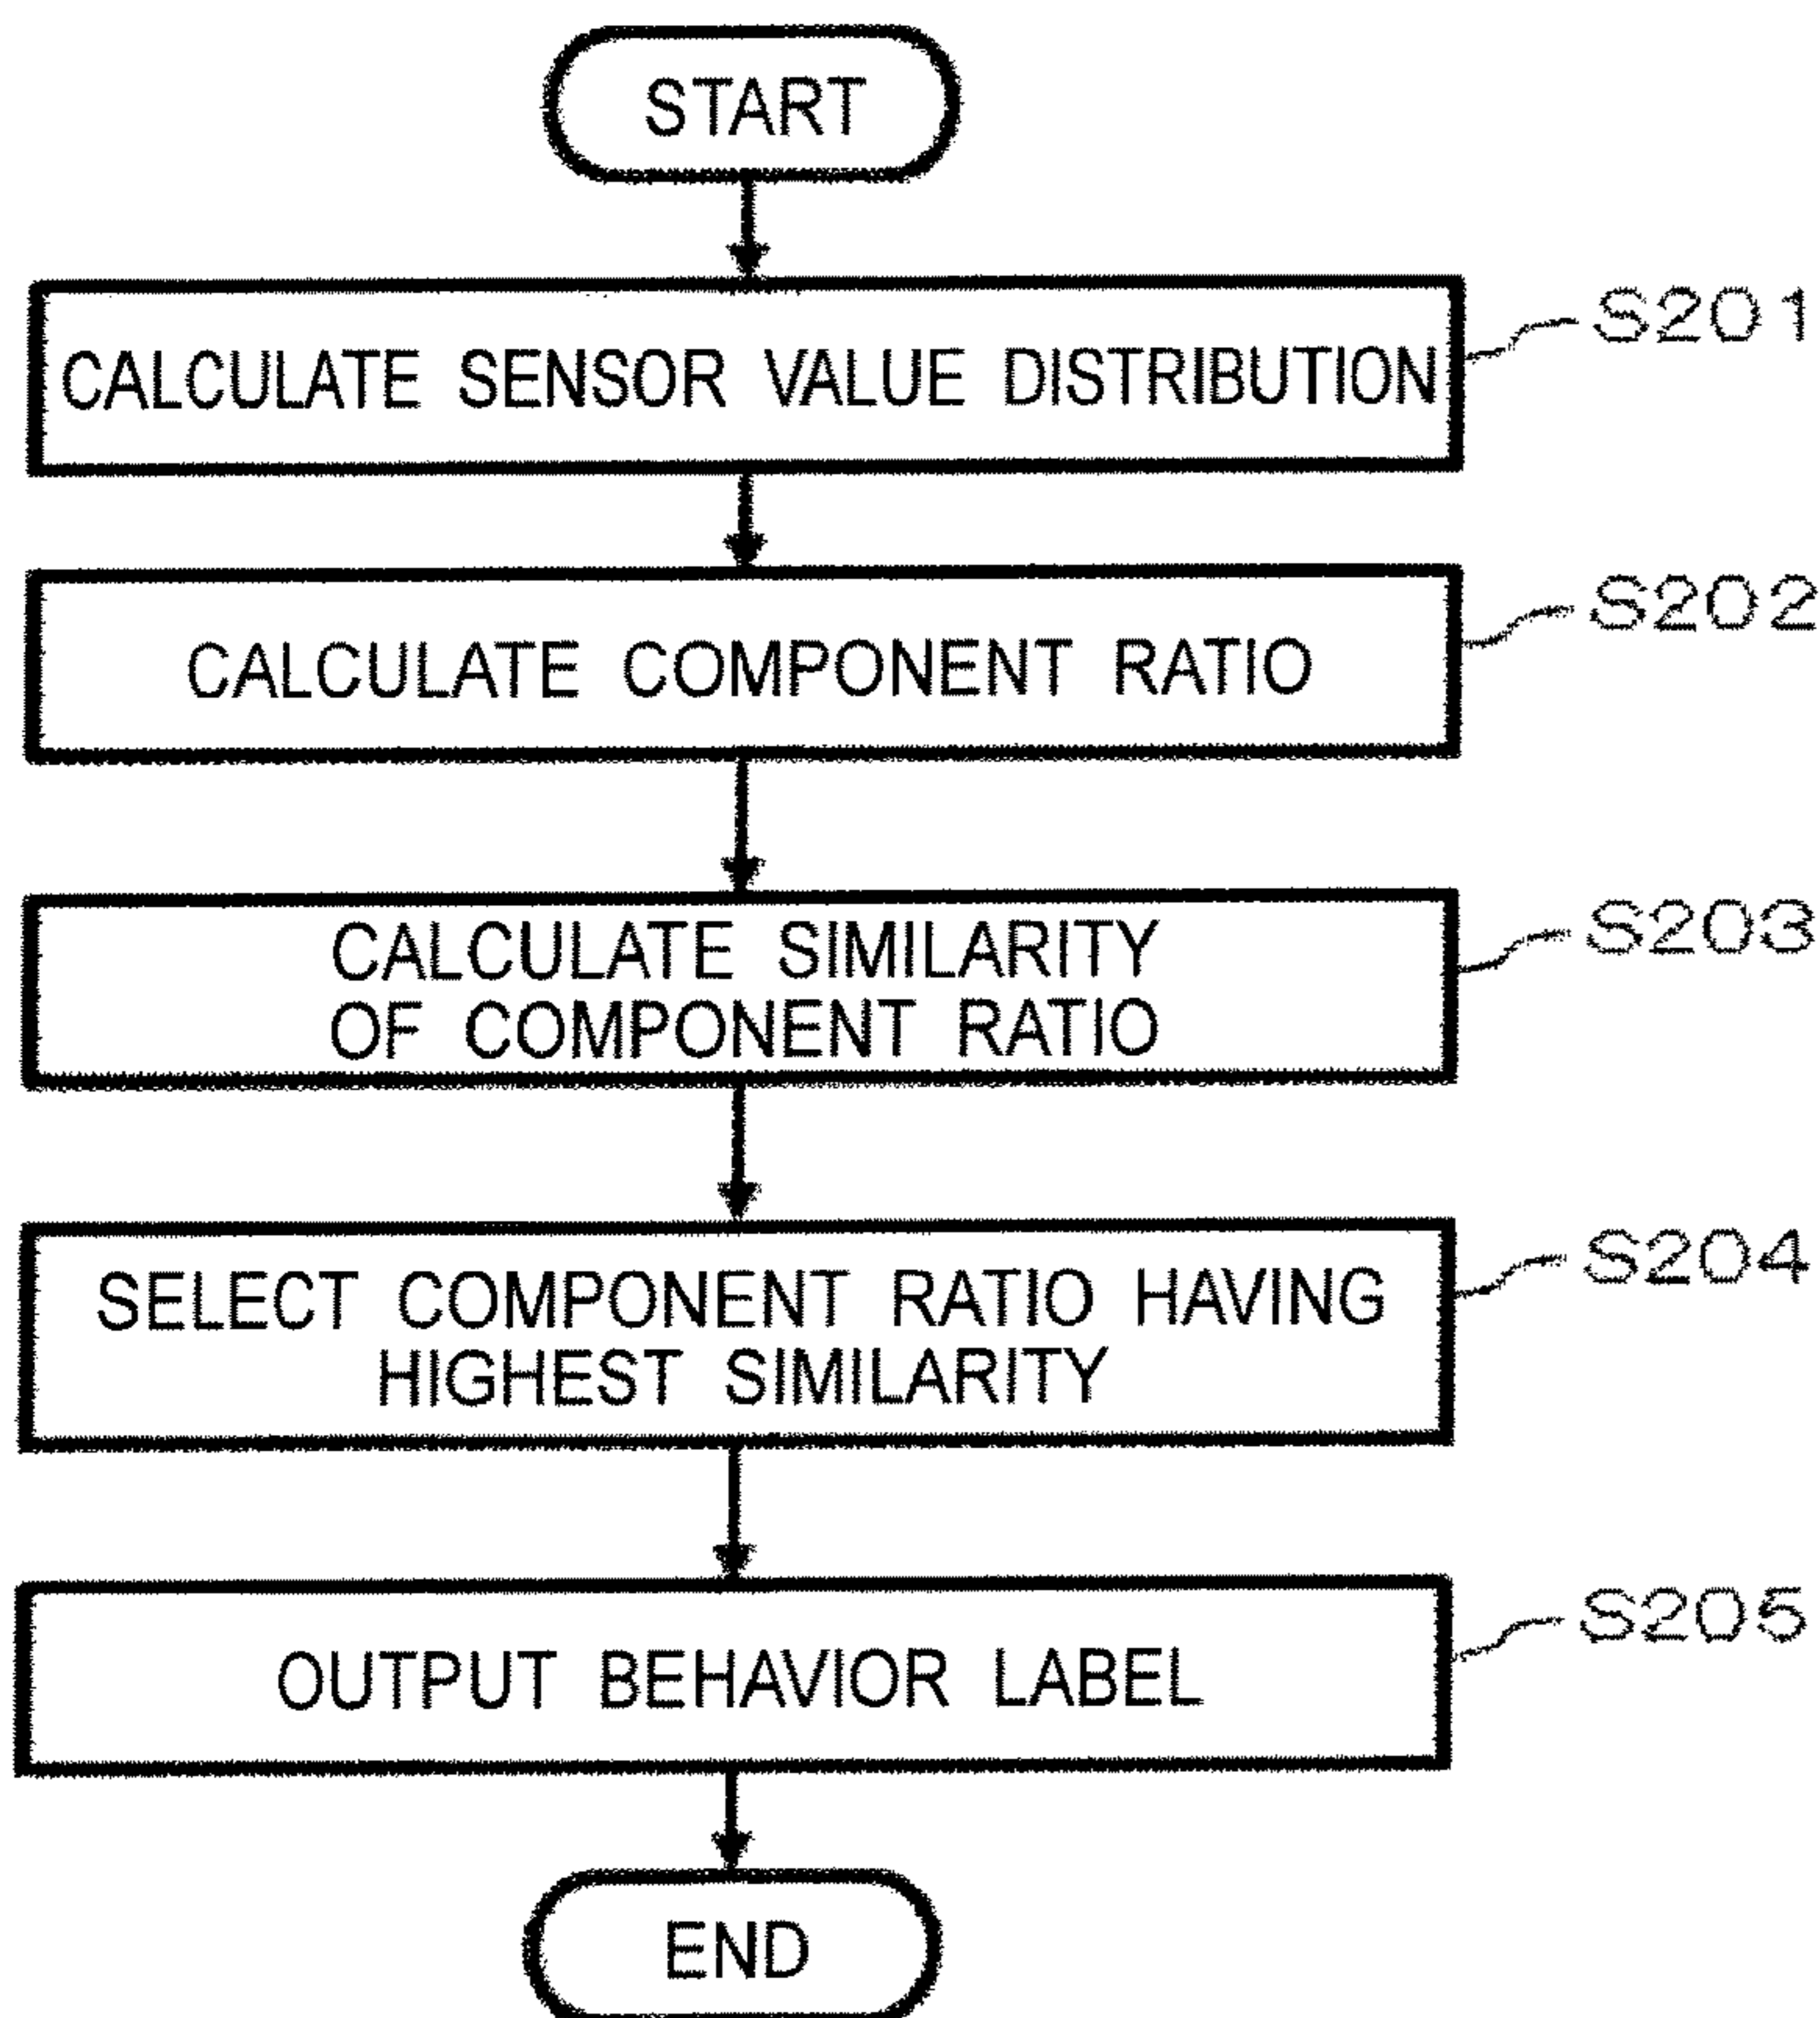 START
CALCULATE SENSOR VALUE DISTRIBUTION
S201
CALCULATE COMPONENT RATIO
S202
CALCULATE SIMILARITY
OF COMPONENT RATIO
S203
SELECT COMPONENT RATIO HAVING
HIGHEST SIMILARITY
S204
OUTPUT BEHAVIOR LABEL
S205
END